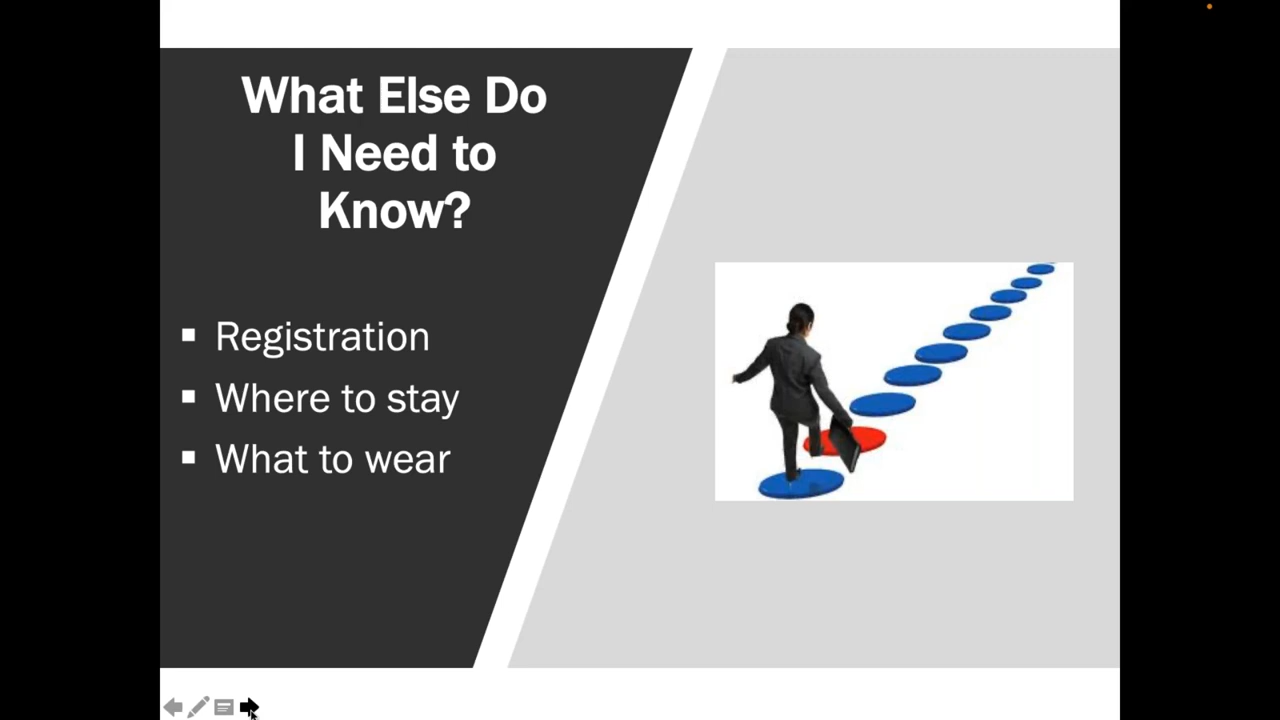 What Else Do
I Need to
Know?
▪ Registration
▪ Where to stay
▪ What to wear